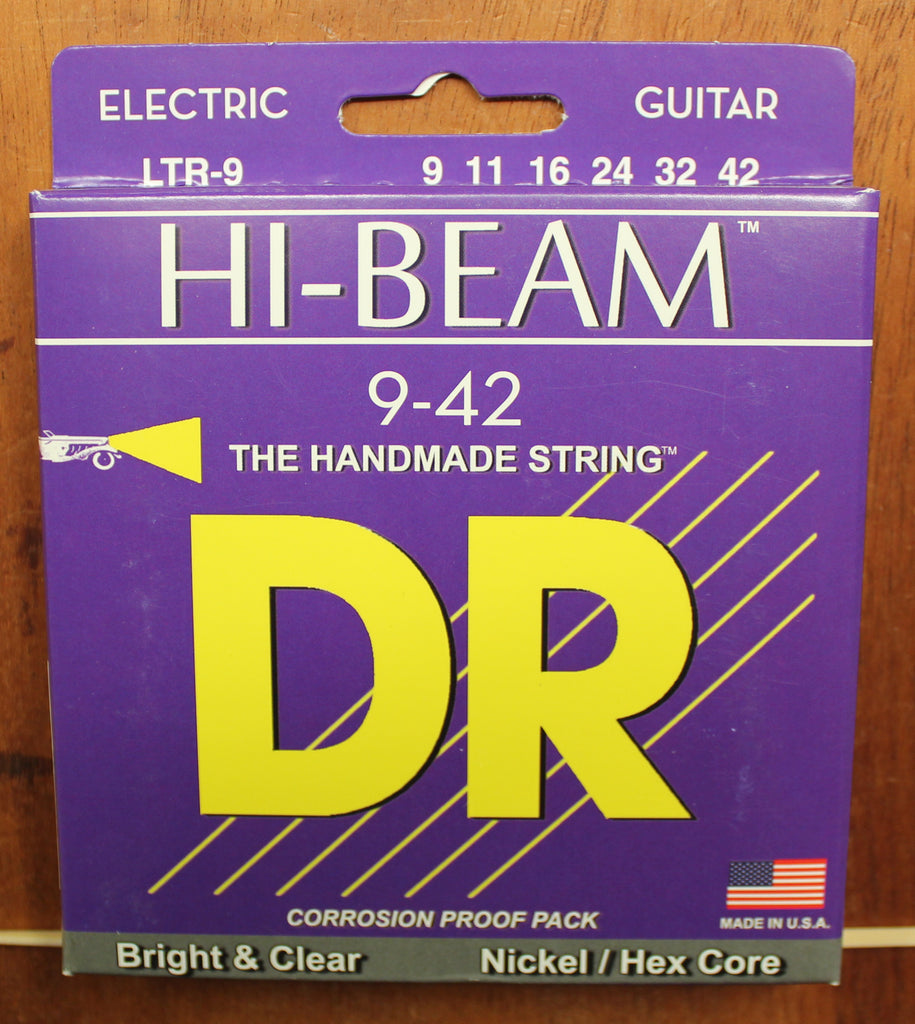 ELECTRIC GUITAR
LTR-9 9 11 16 24 32 42
HI-BEAM™
9-42
THE HANDMADE STRING™
DR
CORROSION PROOF PACK
MADE IN U.S.A.
Bright & Clear Nickel / Hex Core